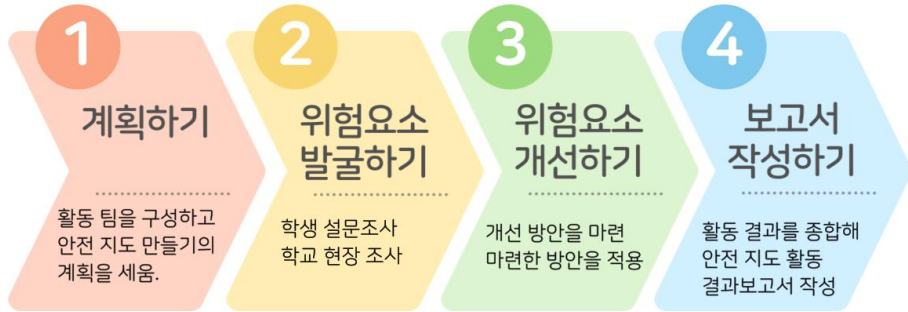 1
계획하기
활동 팀을 구성하고
안전 지도 만들기의
계획을 세움.
2
위험요소
발굴하기
학생 설문조사
학교 현장 조사
3
위험요소
개선하기
개선 방안을 마련
마련한 방안을 적용
4
보고서
작성하기
활동 결과를 종합해
안전 지도 활동
결과보고서 작성